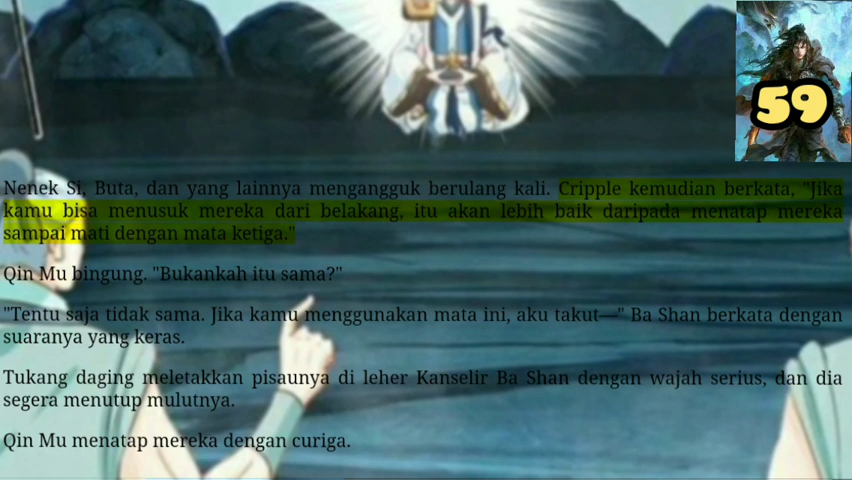 59
Nenek Si, Buta, dan yang lainnya mengangguk berulang kali. Cripple kemudian berkata, "Jika
kamu bisa menusuk mereka dari belakang, itu akan lebih baik daripada menatap mereka
sampai mati dengan mata ketiga."
Qin Mu bingung. "Bukankah itu sama?"
"Tentu saja tidak sama. Jika kamu menggunakan mata ini, aku takut—" Ba Shan berkata dengan
suaranya yang keras.
Tukang daging meletakkan pisaunya di leher Kanselir Ba Shan dengan wajah serius, dan dia
segera menutup mulutnya.
Qin Mu menatap mereka dengan curiga.